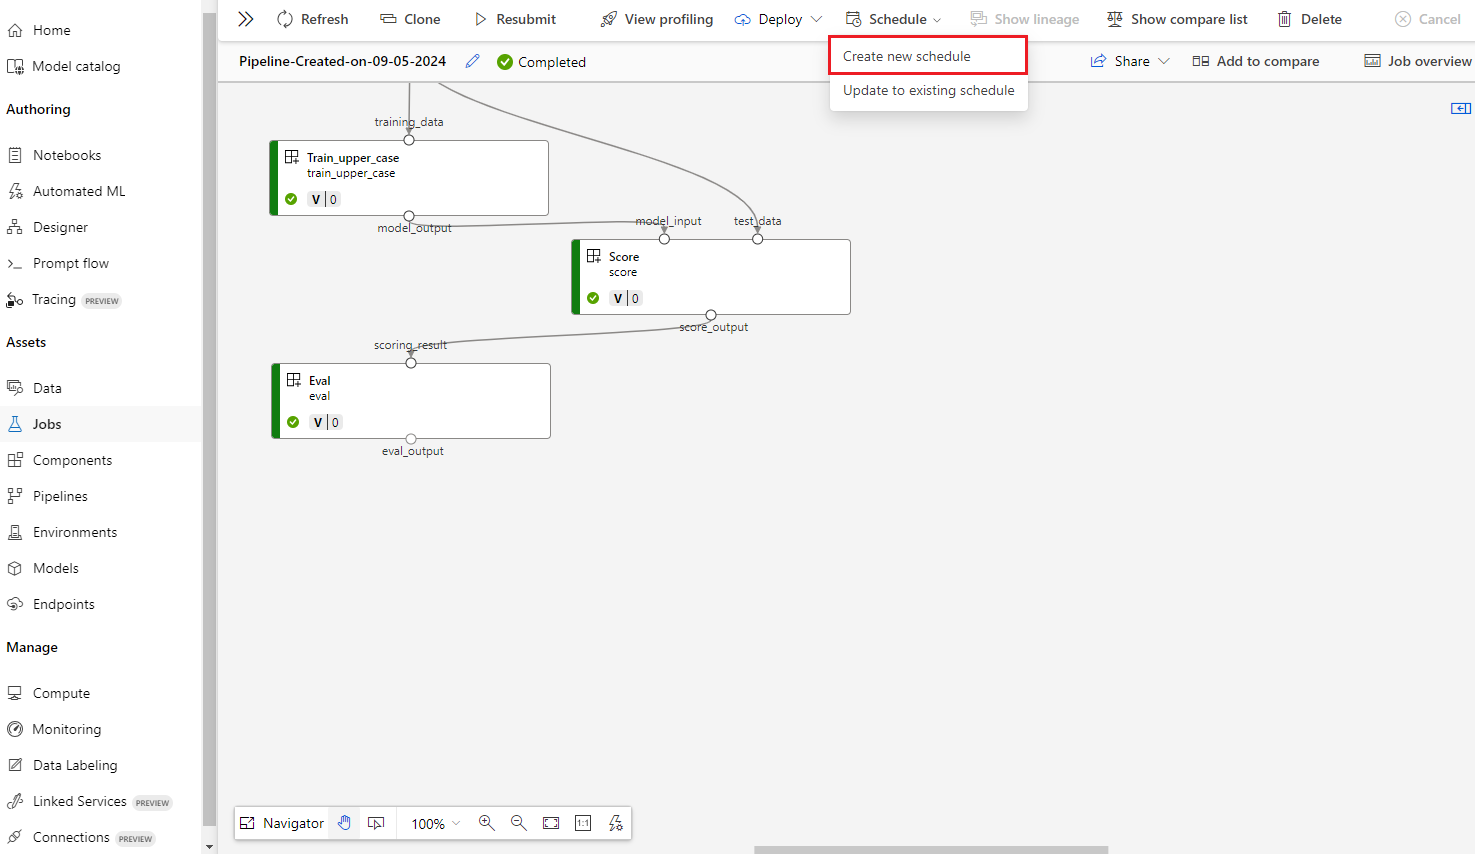 Home
Model catalog
Authoring
Notebooks
Automated ML
Designer
Prompt flow
Tracing PREVIEW
Assets
Data
Jobs
Components
Pipelines
Environments
Models
Endpoints
Manage
Compute
Monitoring
Data Labeling
Linked Services PREVIEW
Connections PREVIEW
Refresh Clone Resubmit View profiling Deploy Schedule Show lineage Show compare list Delete Cancel
Pipeline-Created-on-09-05-2024 Completed Share Add to compare Job overview
Create new schedule
Update to existing schedule
training_data
Train_upper_case
train_upper_case
V 0
model_output
model_input test_data
Score
score
V 0
score_output
scoring_result
Eval
eval
V 0
eval_output
Navigator 100% 1:1